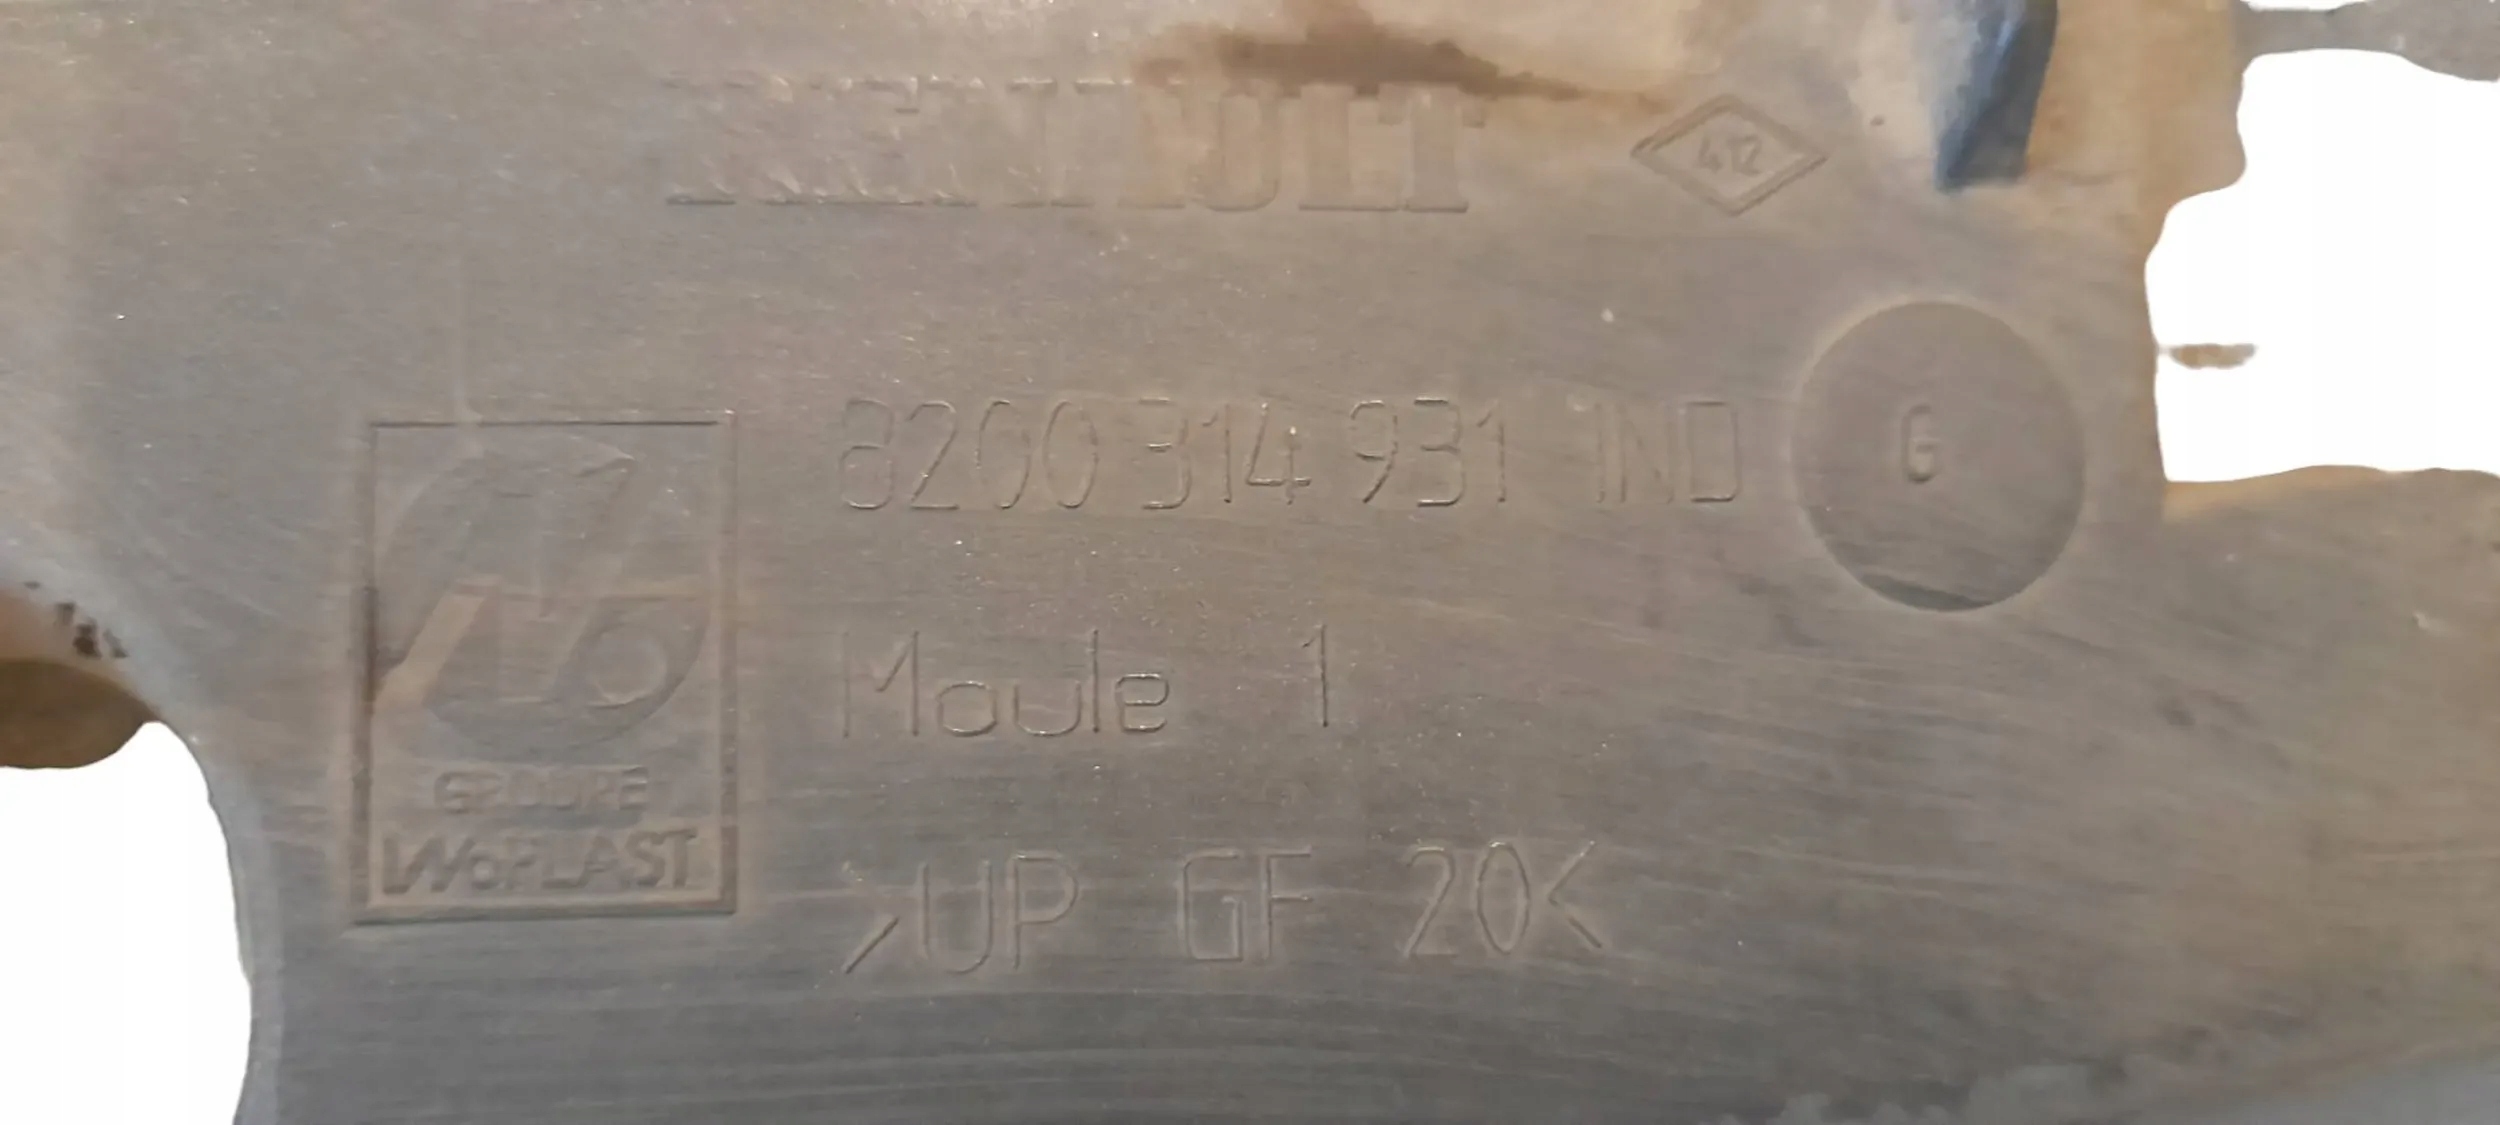 RENAULT 412
8200 314 931 IND G
Moule 1
GROUPE
WOPLAST
>UP GF 20<